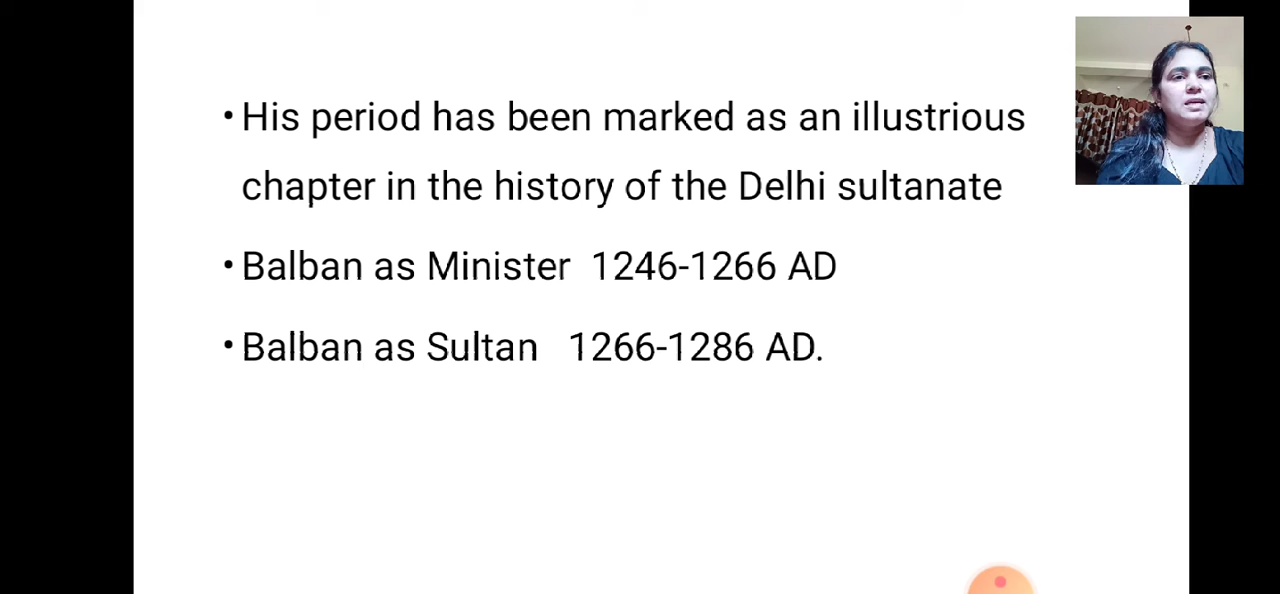 • His period has been marked as an illustrious
chapter in the history of the Delhi sultanate
• Balban as Minister 1246-1266 AD
• Balban as Sultan 1266-1286 AD.